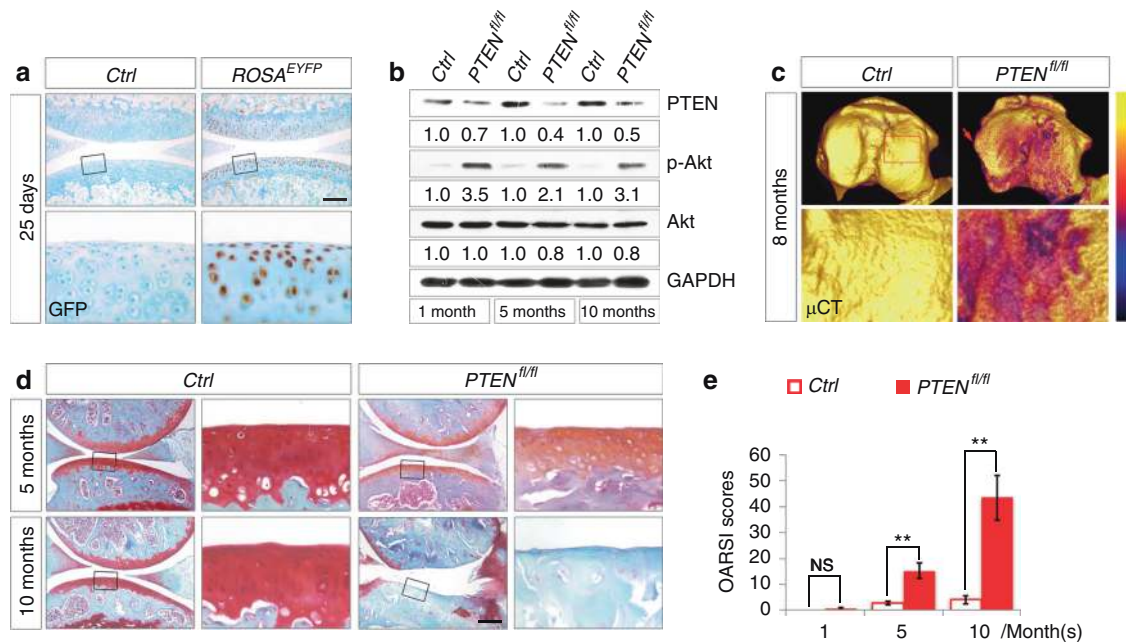 a
Ctrl
ROSA^EYFP
25 days
GFP
b
Ctrl PTEN^fl/fl Ctrl PTEN^fl/fl Ctrl PTEN^fl/fl
PTEN
1.0 0.7 1.0 0.4 1.0 0.5
p-Akt
1.0 3.5 1.0 2.1 1.0 3.1
Akt
1.0 1.0 1.0 0.8 1.0 0.8
GAPDH
1 month 5 months 10 months
c
Ctrl
PTEN^fl/fl
8 months
μCT
d
Ctrl
PTEN^fl/fl
5 months
10 months
e
Ctrl
PTEN^fl/fl
OARSI scores
60
50
40
30
20
10
0
NS
**
**
1 5 10 /Month(s)